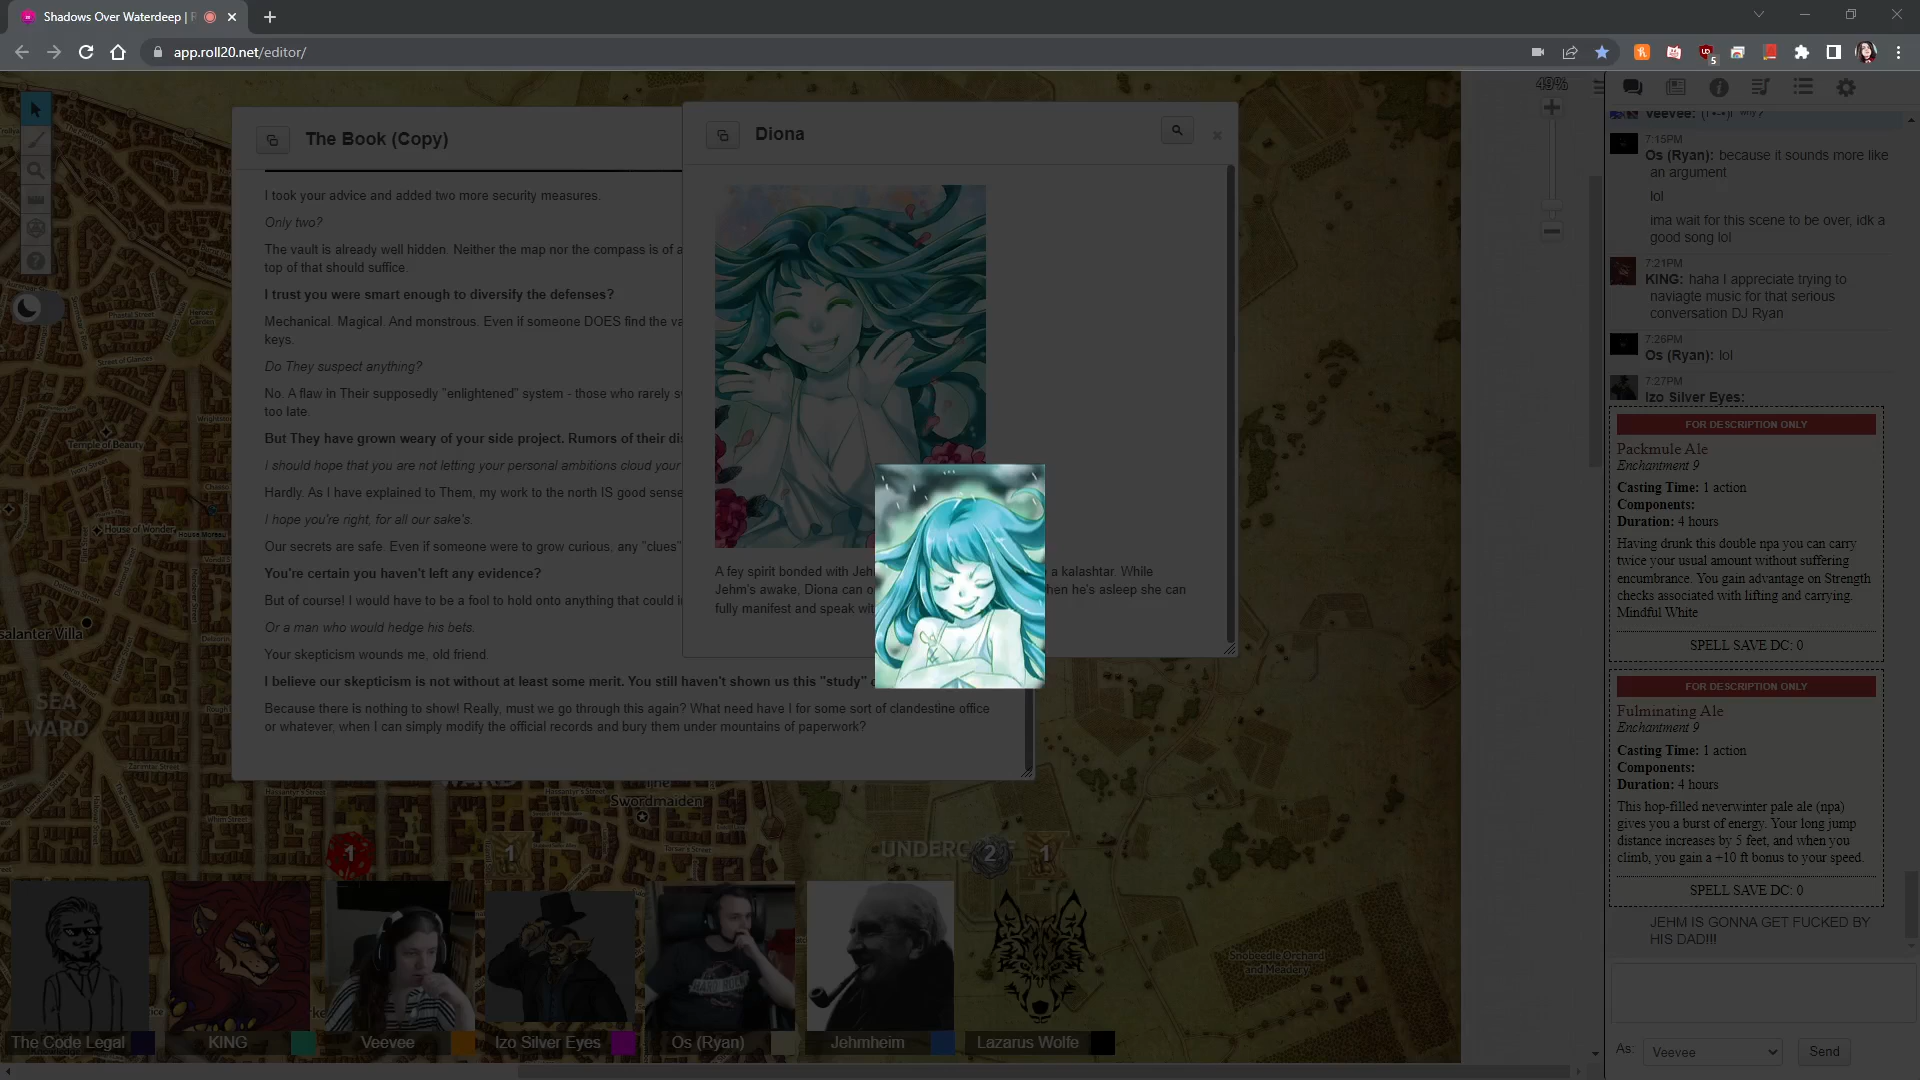 Shadows Over Waterdeep |
app.roll20.net/editor/
5
49%
The Book (Copy)
I took your advice and added two more security measures.
Only two?
The vault is already well hidden. Neither the map nor the compass is of a
top of that should suffice.
I trust you were smart enough to diversify the defenses?
Mechanical. Magical. And monstrous. Even if someone DOES find the va
keys.
Do They suspect anything?
No. A flaw in Their supposedly "enlightened" system - those who rarely s
too late.
But They have grown weary of your side project. Rumors of their dis
I should hope that you are not letting your personal ambitions cloud your
Hardly. As I have explained to Them, my work to the north IS good sense
I hope you're right, for all our sake's.
Our secrets are safe. Even if someone were to grow curious, any "clues"
You're certain you haven't left any evidence?
But of course! I would have to be a fool to hold onto anything that could i
Or a man who would hedge his bets.
Your skepticism wounds me, old friend.
I believe our skepticism is not without at least some merit. You still haven't shown us this "study"
Because there is nothing to show! Really, must we go through this again? What need have I for some sort of clandestine office
or whatever, when I can simply modify the official records and bury them under mountains of paperwork?
Diona
A fey spirit bonded with Jeh
a kalashtar. While
Jehm's awake, Diona can o
hen he's asleep she can
fully manifest and speak wi
Temple of Beauty
House of Wonder
salanter Villa
SEA
WARD
The
Swordmaiden
UNDERC
Snobeedle Orchard
and Meadery
1
1
2
1
The Code Legal
KING
Veevee
Izo Silver Eyes
Os (Ryan)
Jehmheim
Lazarus Wolfe
Veevee:
7:15PM
Os (Ryan): because it sounds more like
an argument
lol
ima wait for this scene to be over, idk a
good song lol
7:21PM
KING: haha I appreciate trying to
naviagte music for that serious
conversation DJ Ryan
7:26PM
Os (Ryan): lol
7:27PM
Izo Silver Eyes:
FOR DESCRIPTION ONLY
Packmule Ale
Enchantment 9
Casting Time: 1 action
Components:
Duration: 4 hours
Having drunk this double npa you can carry
twice your usual amount without suffering
encumbrance. You gain advantage on Strength
checks associated with lifting and carrying.
Mindful White
SPELL SAVE DC: 0
FOR DESCRIPTION ONLY
Fulminating Ale
Enchantment 9
Casting Time: 1 action
Components:
Duration: 4 hours
This hop-filled neverwinter pale ale (npa)
gives you a burst of energy. Your long jump
distance increases by 5 feet, and when you
climb, you gain a +10 ft bonus to your speed.
SPELL SAVE DC: 0
JEHM IS GONNA GET FUCKED BY
HIS DAD!!!
As:
Veevee
Send